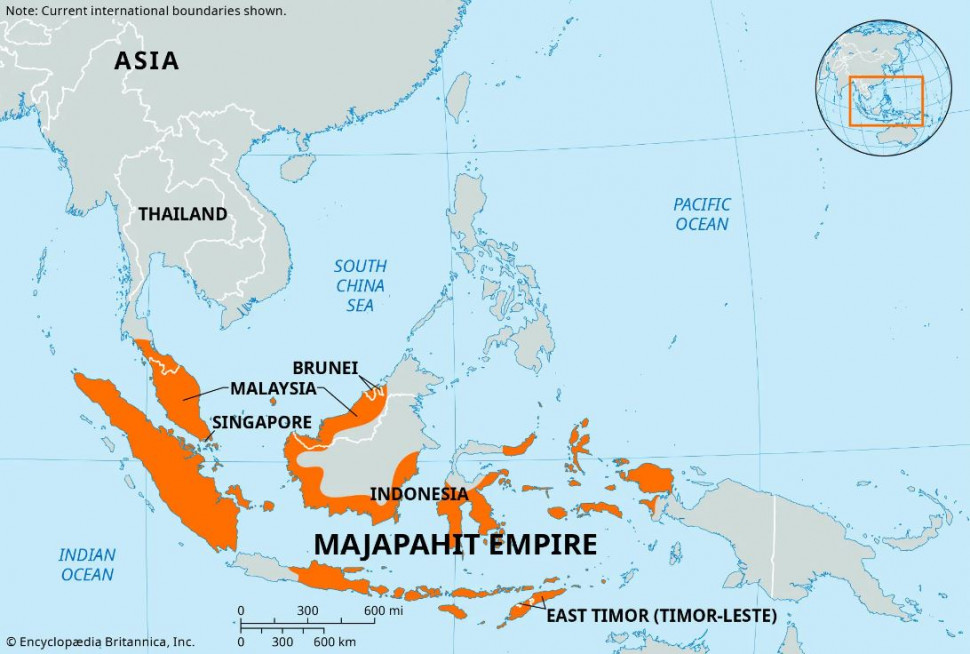 Note: Current international boundaries shown.
ASIA
THAILAND
PACIFIC
OCEAN
SOUTH
CHINA
SEA
BRUNEI
MALAYSIA
SINGAPORE
INDONESIA
MAJAPAHIT EMPIRE
INDIAN
OCEAN
0 300 600 mi
0 300 600 km
EAST TIMOR (TIMOR-LESTE)
© Encyclopædia Britannica, Inc.